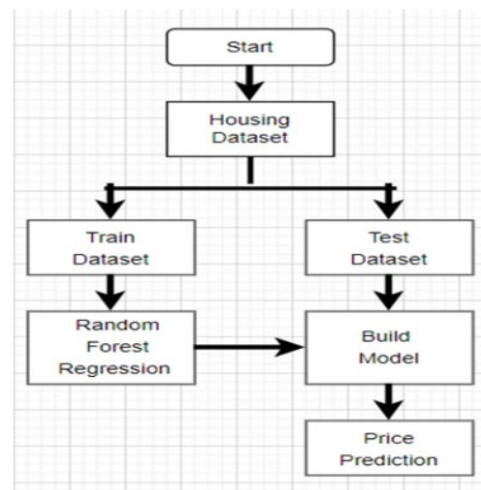 Start
Housing
Dataset
Train
Dataset
Test
Dataset
Random
Forest
Regression
Build
Model
Price
Prediction